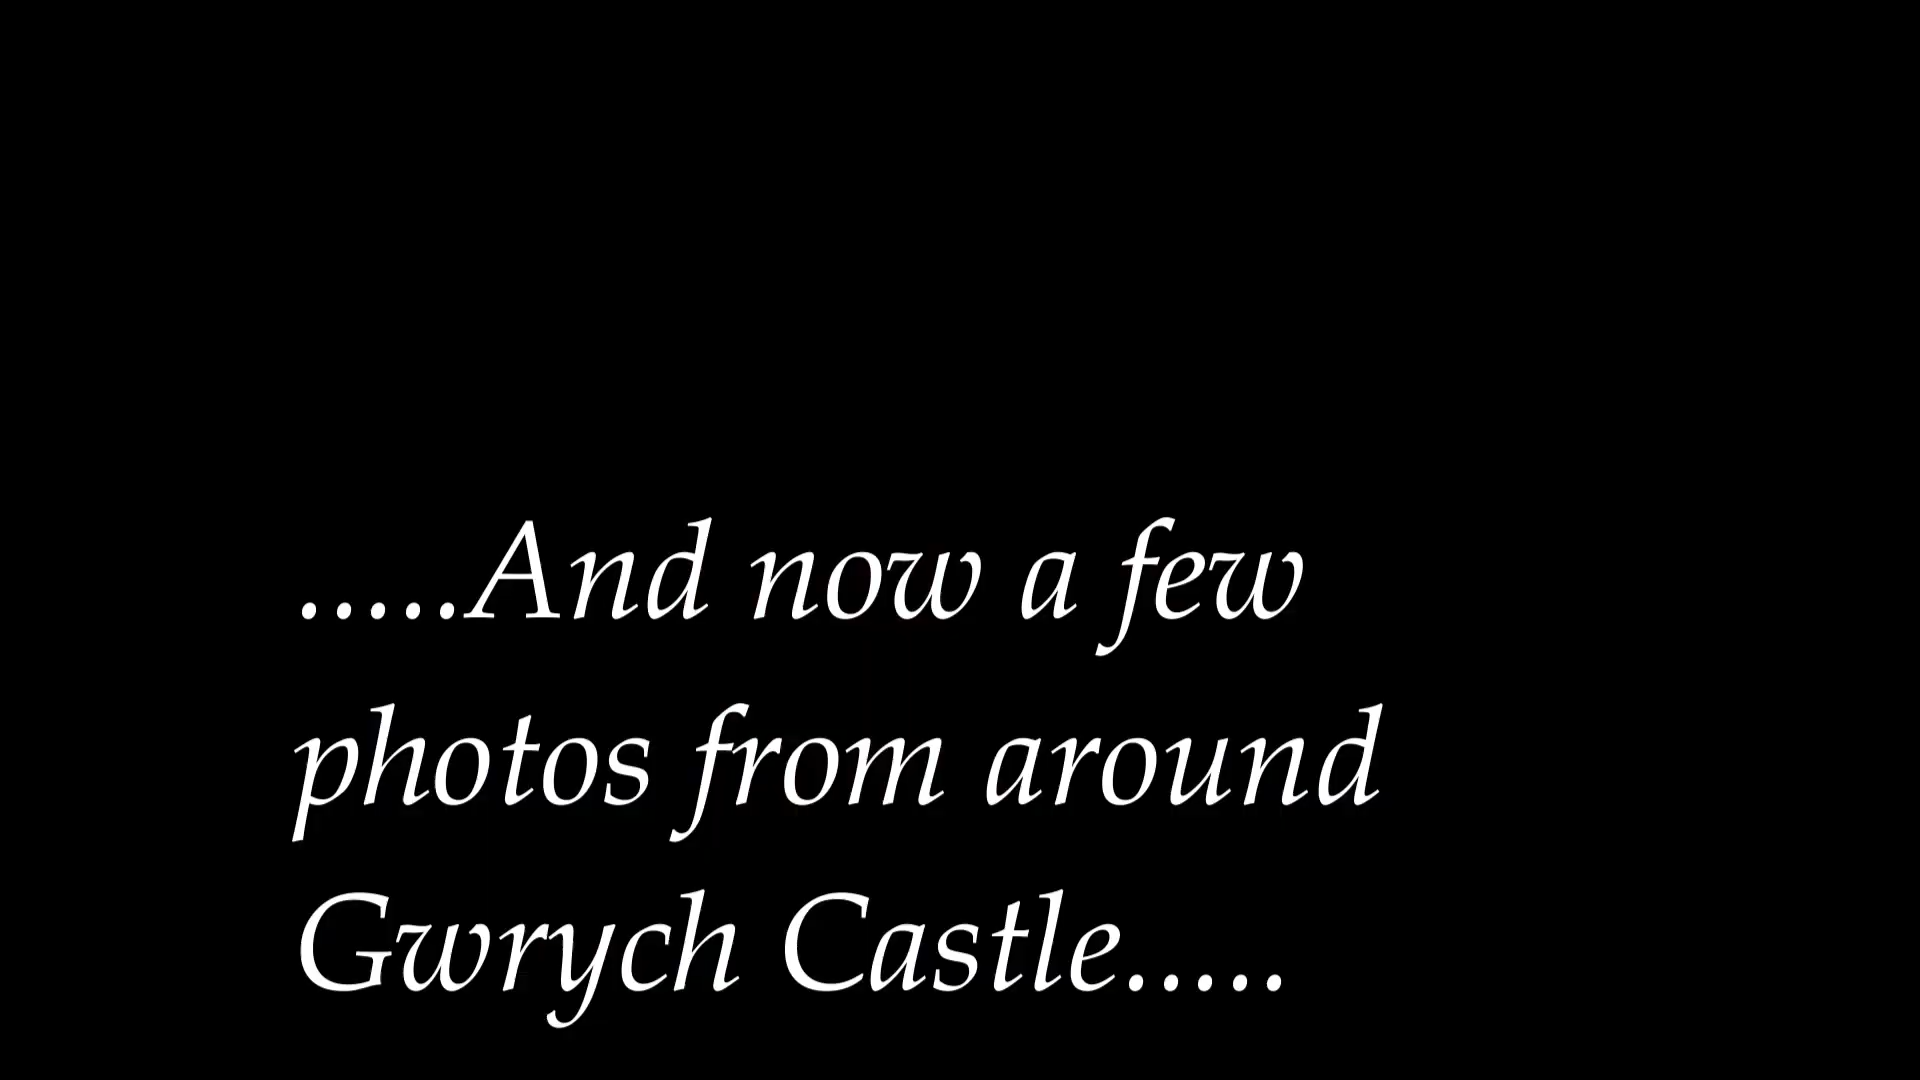 .....And now a few
photos from around
Gwrych Castle.....